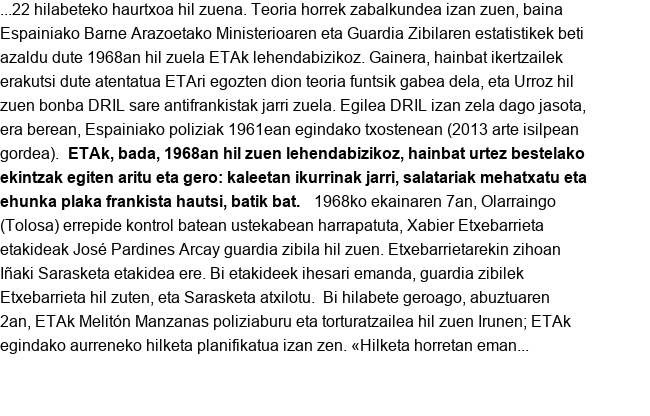 ...22 hilabeteko haurtxoa hil zuena. Teoria horrek zabalkundea izan zuen, baina
Espainiako Barne Arazoetako Ministerioaren eta Guardia Zibilaren estatistikek beti
azaldu dute 1968an hil zuela ETAk lehendabizikoz. Gainera, hainbat ikertzailek
erakutsi dute atentatua ETAri egozten dion teoria funtsik gabea dela, eta Urroz hil
zuen bonba DRIL sare antifrankistak jarri zuela. Egilea DRIL izan zela dago jasota,
era berean, Espainiako poliziak 1961ean egindako txostenean (2013 arte isilpean
gordea). ETAk, bada, 1968an hil zuen lehendabizikoz, hainbat urtez bestelako
ekintzak egiten aritu eta gero: kaleetan ikurrinak jarri, salatariak mehatxatu eta
ehunka plaka frankista hautsi, batik bat. 1968ko ekainaren 7an, Olarraingo
(Tolosa) errepide kontrol batean ustekabean harrapatuta, Xabier Etxebarrieta
etakideak José Pardines Arcay guardia zibila hil zuen. Etxebarrietarekin zihoan
Iñaki Sarasketa etakidea ere. Bi etakideek ihesari emanda, guardia zibilek
Etxebarrieta hil zuten, eta Sarasketa atxilotu. Bi hilabete geroago, abuztuaren
2an, ETAk Melitón Manzanas poliziaburu eta torturatzailea hil zuen Irunen; ETAk
egindako aurreneko hilketa planifikatua izan zen. «Hilketa horretan eman...